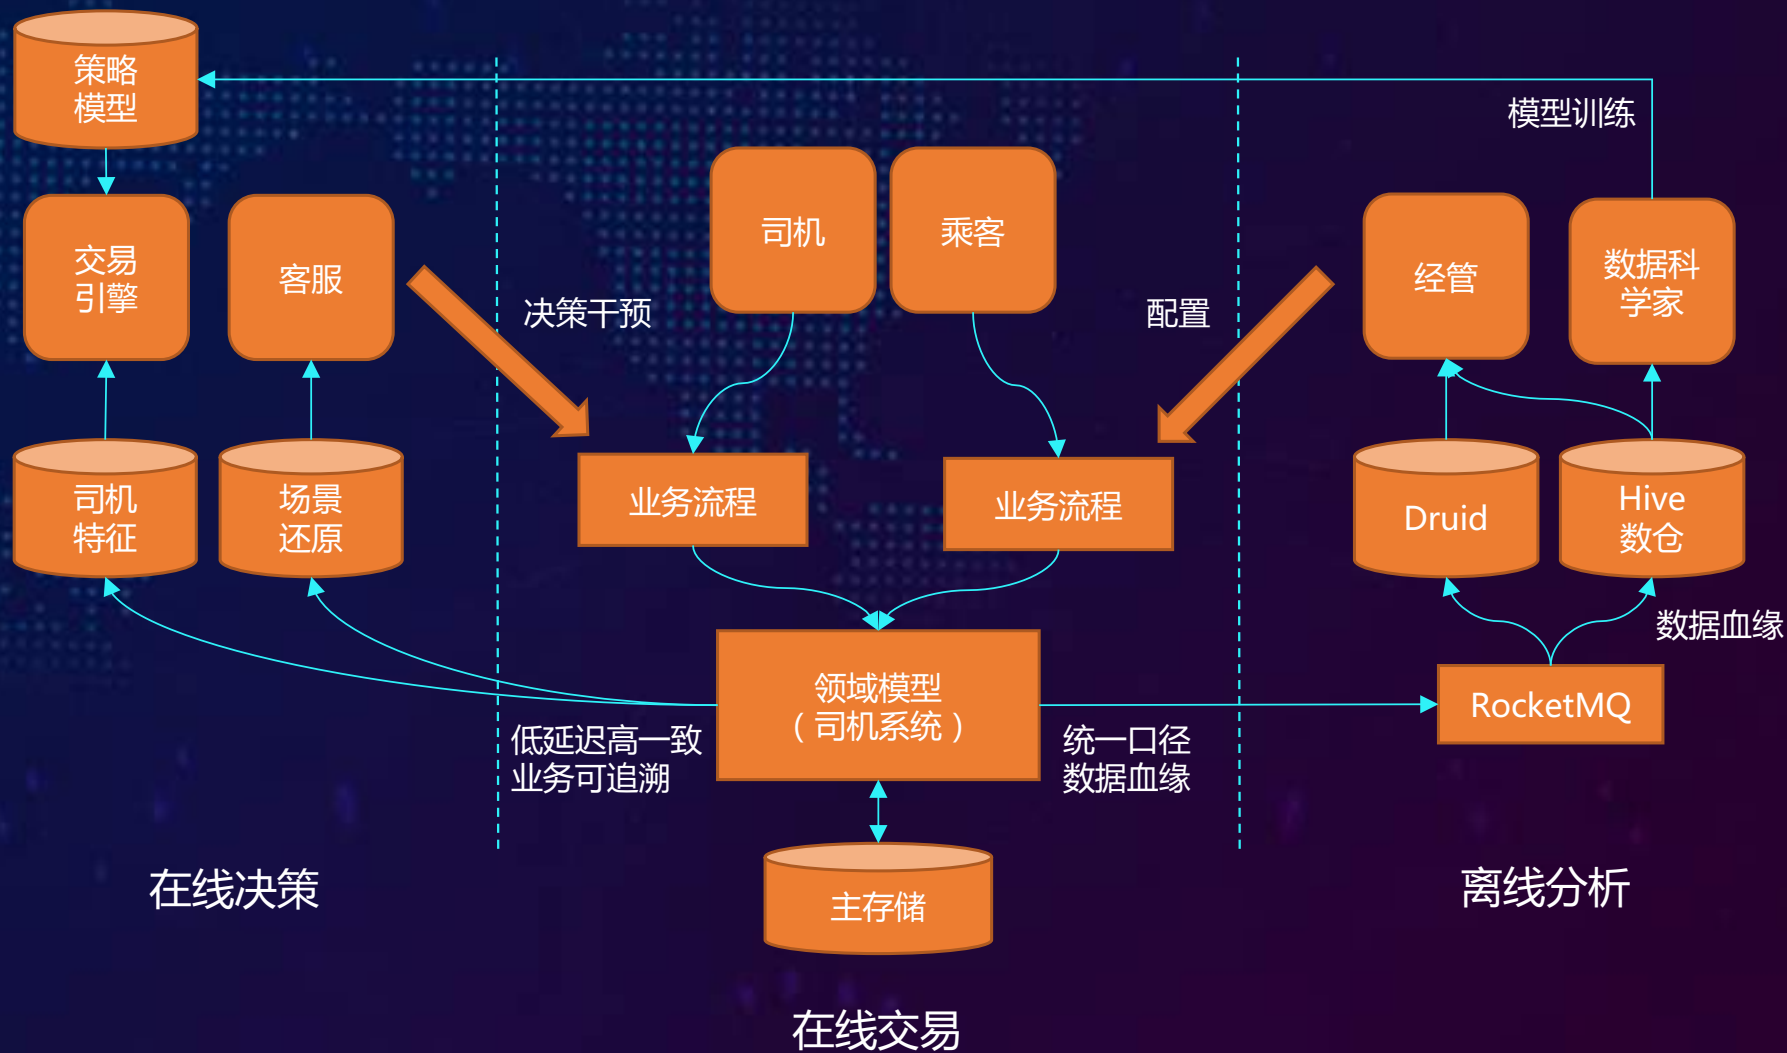 策略
模型
模型训练
交易
引擎
客服
司机
乘客
经管
数据科
学家
决策干预
配置
司机
特征
场景
还原
业务流程
业务流程
Druid
Hive
数仓
数据血缘
领域模型
（司机系统）
RocketMQ
低延迟高一致
业务可追溯
统一口径
数据血缘
主存储
在线决策
离线分析
在线交易